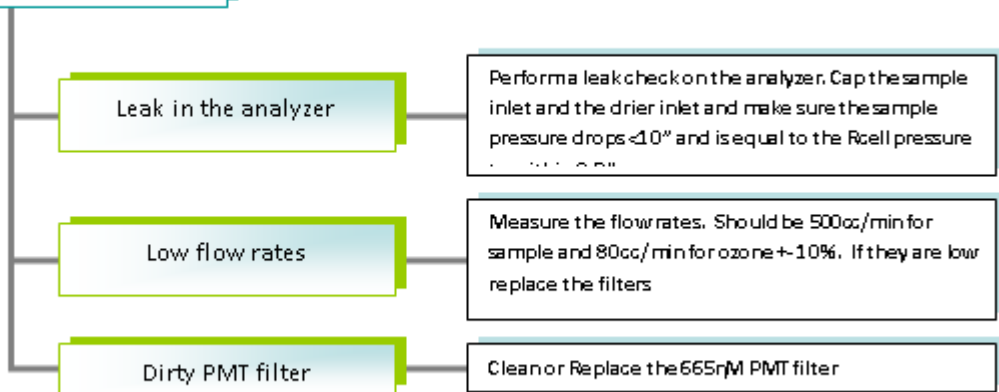 Leak in the analyzer
Perform a leak check on the analyzer. Cap the sample
inlet and the drier inlet and make sure the sample
pressure drops <10” and is equal to the Rcell pressure
Low flow rates
Measure the flow rates. Should be 500cc/min for
sample and 80cc/min for ozone +-10%. If they are low
replace the filters
Dirty PMT filter
Clean or Replace the 665nM PMT filter